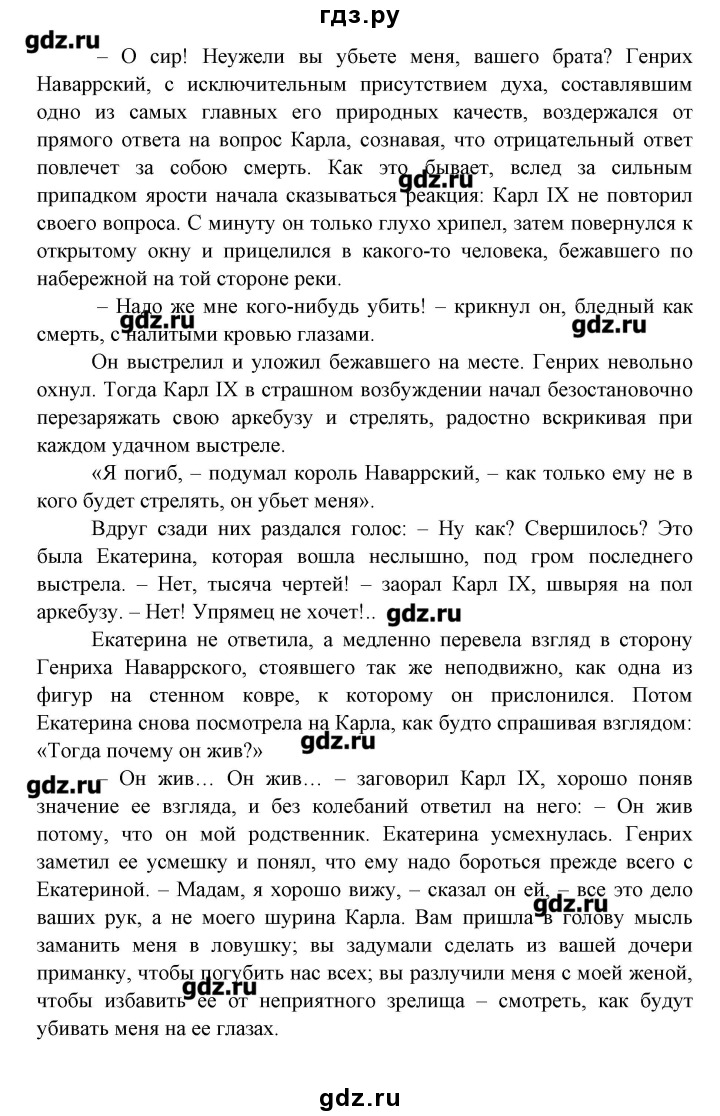 гдз.ру
gdz.ru
– О сир! Неужели вы убьете меня, вашего брата? Генрих
Наваррский, с исключительным присутствием духа, составлявшим
одно из самых главных его природных качеств, воздержался от
прямого ответа на вопрос Карла, сознавая, что отрицательный ответ
повлечет за собою смерть. Как это бывает, вслед за сильным
gdz.ru
припадком ярости начала сказываться реакция: Карл IX не повторил
своего вопроса. С минуту он только глухо хрипел, затем повернулся к
открытому окну и прицелился в какого-то человека, бежавшего по
набережной на той стороне реки.
– Надо же мне кого-нибудь убить! – крикнул он, бледный как
gdz.ru
gdz.ru
смерть, с налитыми кровью глазами.
Он выстрелил и уложил бежавшего на месте. Генрих невольно
охнул. Тогда Карл IX в страшном возбуждении начал безостановочно
перезаряжать свою аркебузу и стрелять, радостно вскрикивая при
каждом удачном выстреле.
«Я погиб, – подумал король Наваррский, – как только ему не в
кого будет стрелять, он убьет меня».
Вдруг сзади них раздался голос: – Ну как? Свершилось? Это
была Екатерина, которая вошла неслышно, под гром последнего
выстрела. – Нет, тысяча чертей! – заорал Карл IX, швыряя на пол
аркебузу. – Нет! Упрямец не хочет!..
gdz.ru
Екатерина не ответила, а медленно перевела взгляд в сторону
Генриха Наваррского, стоявшего так же неподвижно, как одна из
фигур на стенном ковре, к которому он прислонился. Потом
Екатерина снова посмотрела на Карла, как будто спрашивая взглядом:
gdz.ru
«Тогда почему он жив?»
– Он жив… Он жив… – заговорил Карл IX, хорошо поняв
gdz.ru
значение ее взгляда, и без колебаний ответил на него: – Он жив
потому, что он мой родственник. Екатерина усмехнулась. Генрих
заметил ее усмешку и понял, что ему надо бороться прежде всего с
Екатериной. – Мадам, я хорошо вижу, – сказал он ей, – все это дело
gdz.ru
ваших рук, а не моего шурина Карла. Вам пришла в голову мысль
заманить меня в ловушку; вы задумали сделать из вашей дочери
приманку, чтобы погубить нас всех; вы разлучили меня с моей женой,
gdz.ru
чтобы избавить ее от неприятного зрелища – смотреть, как будут
убивать меня на ее глазах.
gdz.ru